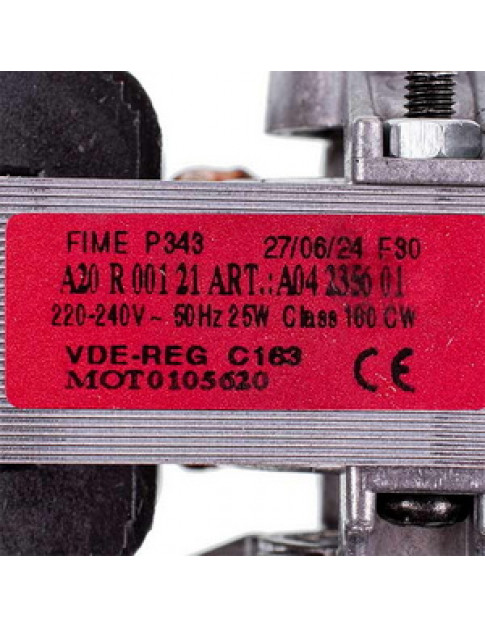 FIME P343 27/06/24 F30
A20 R 001 21 ART.: A04 2356 01
220-240V ~ 50Hz 25W Class 180 CW
VDE-REG C183
MOT0105620 CE